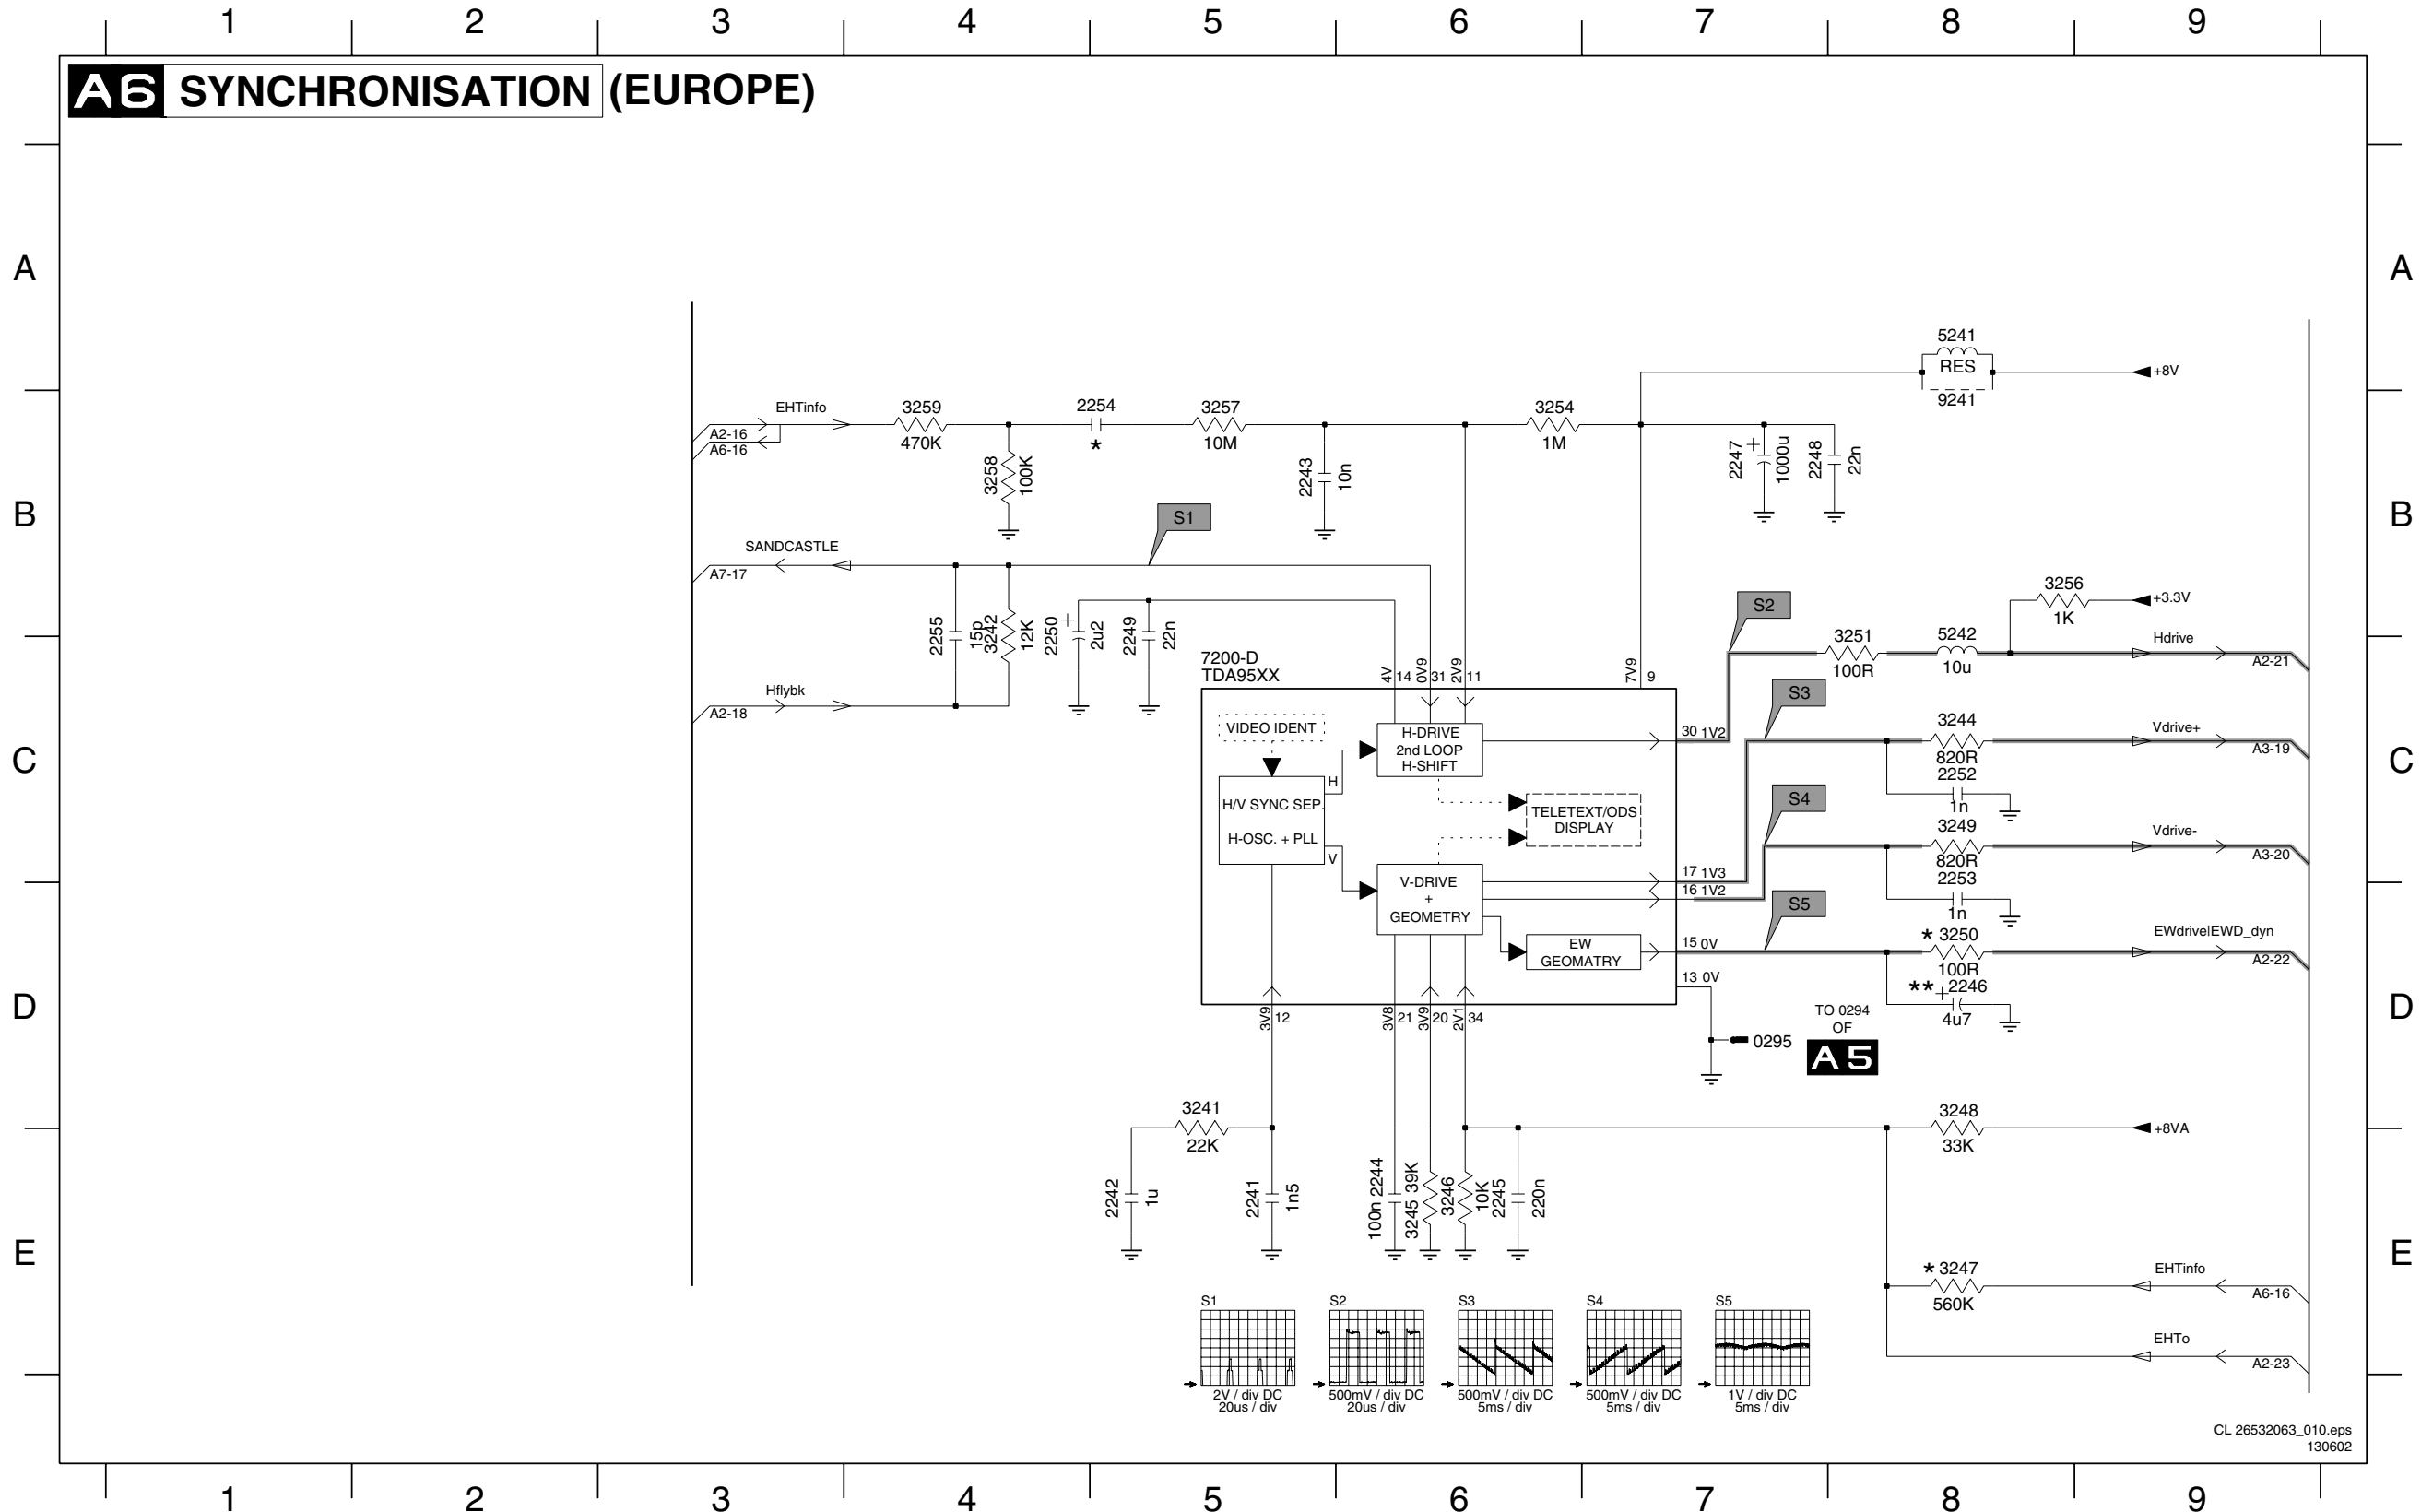 1 2 3 4 5 6 7 8 9
A6 SYNCHRONISATION (EUROPE)
A A
5241
RES
9241
+8V
EHTinfo
A2-16
A6-16
3259
470K
2254
*
3257
10M
3254
1M
3258
100K
2243
10n
2247
+
1000u
2248
22n
B B
S1
SANDCASTLE
A7-17
2255
15p
3242
12K
2250
+
2u2
2249
22n
S2
3256
1K
+3.3V
7200-D
TDA95XX
4V 14
0V9 31
2V9 11
7V9 9
3251
100R
5242
10u
Hdrive
A2-21
Hflybk
A2-18
S3
VIDEO IDENT
H-DRIVE
2nd LOOP
H-SHIFT
30 1V2
3244
820R
Vdrive+
A3-19
C C
2252
1n
H
H/V SYNC SEP.
H-OSC. + PLL
V
TELETEXT/ODS
DISPLAY
S4
3249
820R
Vdrive-
A3-20
2253
1n
V-DRIVE
+
GEOMETRY
17 1V3
16 1V2
S5
EW
GEOMATRY
15 0V
* 3250
100R
EWdrive|EWD_dyn
A2-22
13 0V
** + 2246
4u7
D D
3V9 12
3V8 21
3V9 20
2V1 34
0295
TO 0294
OF
A5
3241
22K
3248
33K
+8VA
2242
1u
2241
1n5
100n 2244
3245 39K
3246
10K
2245
220n
E E
* 3247
560K
EHTinfo
A6-16
EHTo
A2-23
S1
2V / div DC
20us / div
S2
500mV / div DC
20us / div
S3
500mV / div DC
5ms / div
S4
500mV / div DC
5ms / div
S5
1V / div DC
5ms / div
CL 26532063_010.eps
130602
1 2 3 4 5 6 7 8 9